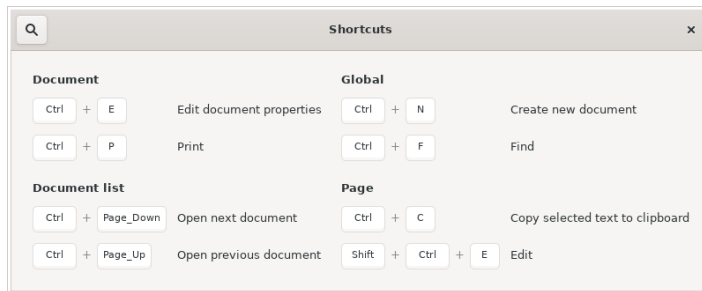 Shortcuts
Document
Ctrl + E Edit document properties
Ctrl + P Print
Document list
Ctrl + Page_Down Open next document
Ctrl + Page_Up Open previous document
Global
Ctrl + N Create new document
Ctrl + F Find
Page
Ctrl + C Copy selected text to clipboard
Shift + Ctrl + E Edit